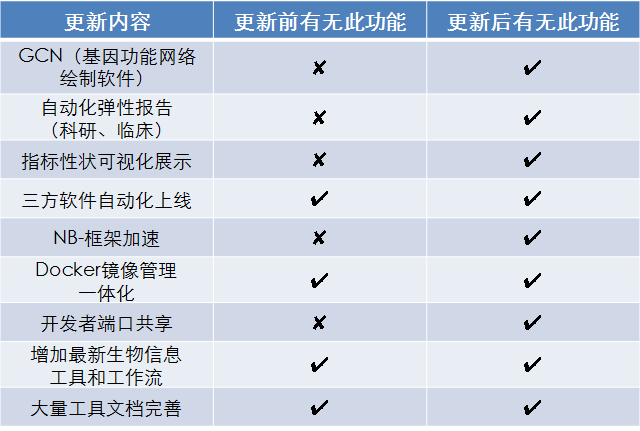 更新内容 更新前有无此功能 更新后有无此功能
GCN（基因功能网络
绘制软件） ✘ ✔
自动化弹性报告
（科研、临床） ✘ ✔
指标性状可视化展示 ✘ ✔
三方软件自动化上线 ✔ ✔
NB-框架加速 ✘ ✔
Docker镜像管理
一体化 ✔ ✔
开发者端口共享 ✘ ✔
增加最新生物信息
工具和工作流 ✔ ✔
大量工具文档完善 ✔ ✔